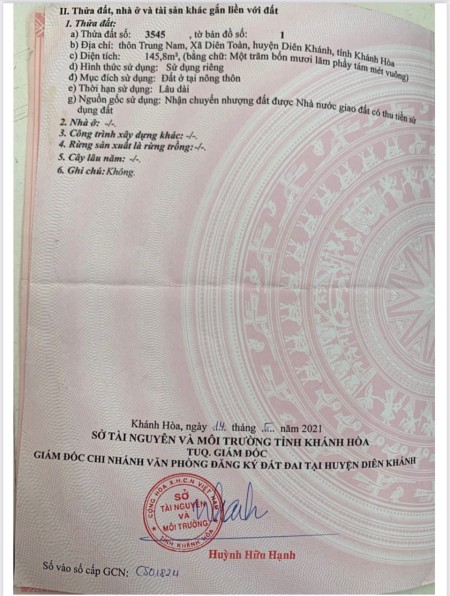 II. Thửa đất, nhà ở và tài sản khác gắn liền với đất
1. Thửa đất:
a) Thửa đất số: 3545 , tờ bản đồ số: 1
b) Địa chỉ: thôn Trung Nam, Xã Diên Toàn, huyện Diên Khánh, tỉnh Khánh Hòa
c) Diện tích: 145,8m², (bằng chữ: Một trăm bốn mươi lăm phẩy tám mét vuông)
d) Hình thức sử dụng: Sử dụng riêng
đ) Mục đích sử dụng: Đất ở tại nông thôn
e) Thời hạn sử dụng: Lâu dài
g) Nguồn gốc sử dụng: Nhận chuyển nhượng đất được Nhà nước giao đất có thu tiền sử
dụng đất
2. Nhà ở: -/-.
3. Công trình xây dựng khác: -/-.
4. Rừng sản xuất là rừng trồng:-/-.
5. Cây lâu năm: -/-.
6. Ghi chú:Không.
Khánh Hòa, ngày 14 tháng năm 2021
SỞ TÀI NGUYÊN VÀ MÔI TRƯỜNG TỈNH KHÁNH HÒA
TUQ. GIÁM ĐỐC
GIÁM ĐỐC CHI NHÁNH VĂN PHÒNG ĐĂNG KÝ ĐẤT ĐAI TẠI HUYỆN DIÊN KHÁNH
CỘNG HÒA X.H.C.N VIỆT NAM
SỞ
TÀI NGUYÊN
VÀ
MÔI TRƯỜNG
TỈNH KHÁNH HÒA
Huỳnh Hữu Hạnh
Số vào sổ cấp GCN: CS01824